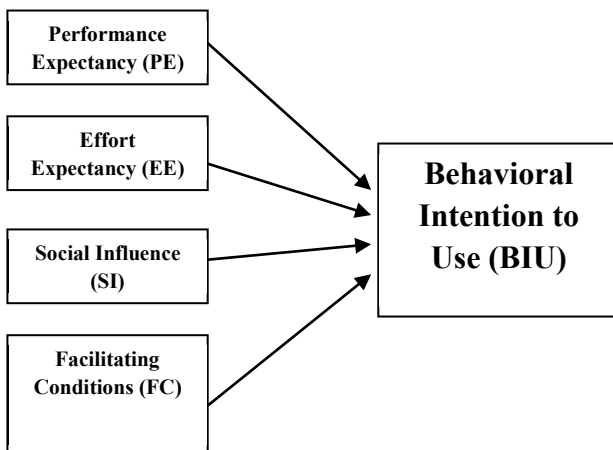 Performance
Expectancy (PE)
Effort
Expectancy (EE)
Social Influence
(SI)
Facilitating
Conditions (FC)
Behavioral
Intention to
Use (BIU)